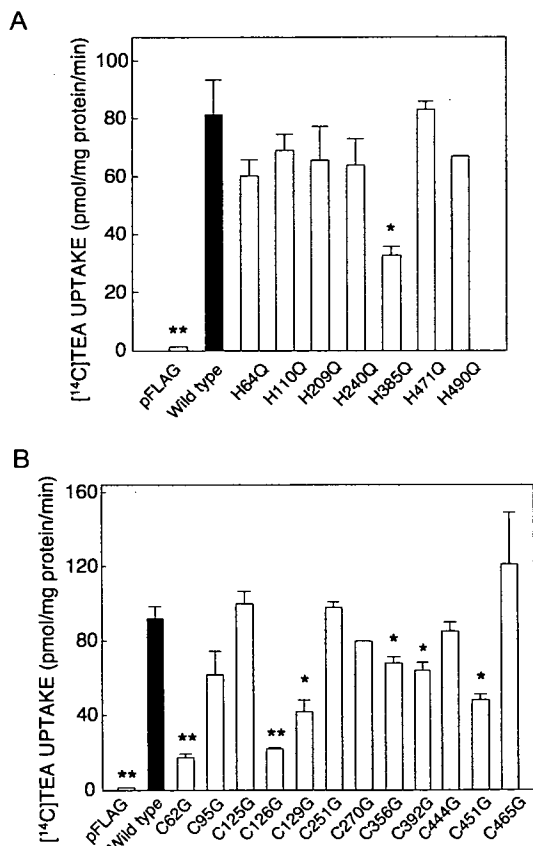 A
[¹⁴C]TEA UPTAKE (pmol/mg protein/min)
100
80
60
40
20
0
**
*
pFLAG
Wild type
H64Q
H110Q
H209Q
H240Q
H385Q
H471Q
H490Q
B
[¹⁴C]TEA UPTAKE (pmol/mg protein/min)
160
120
80
40
0
**
**
**
*
*
*
*
pFLAG
Wild type
C62G
C95G
C125G
C126G
C129G
C251G
C270G
C356G
C392G
C444G
C451G
C465G